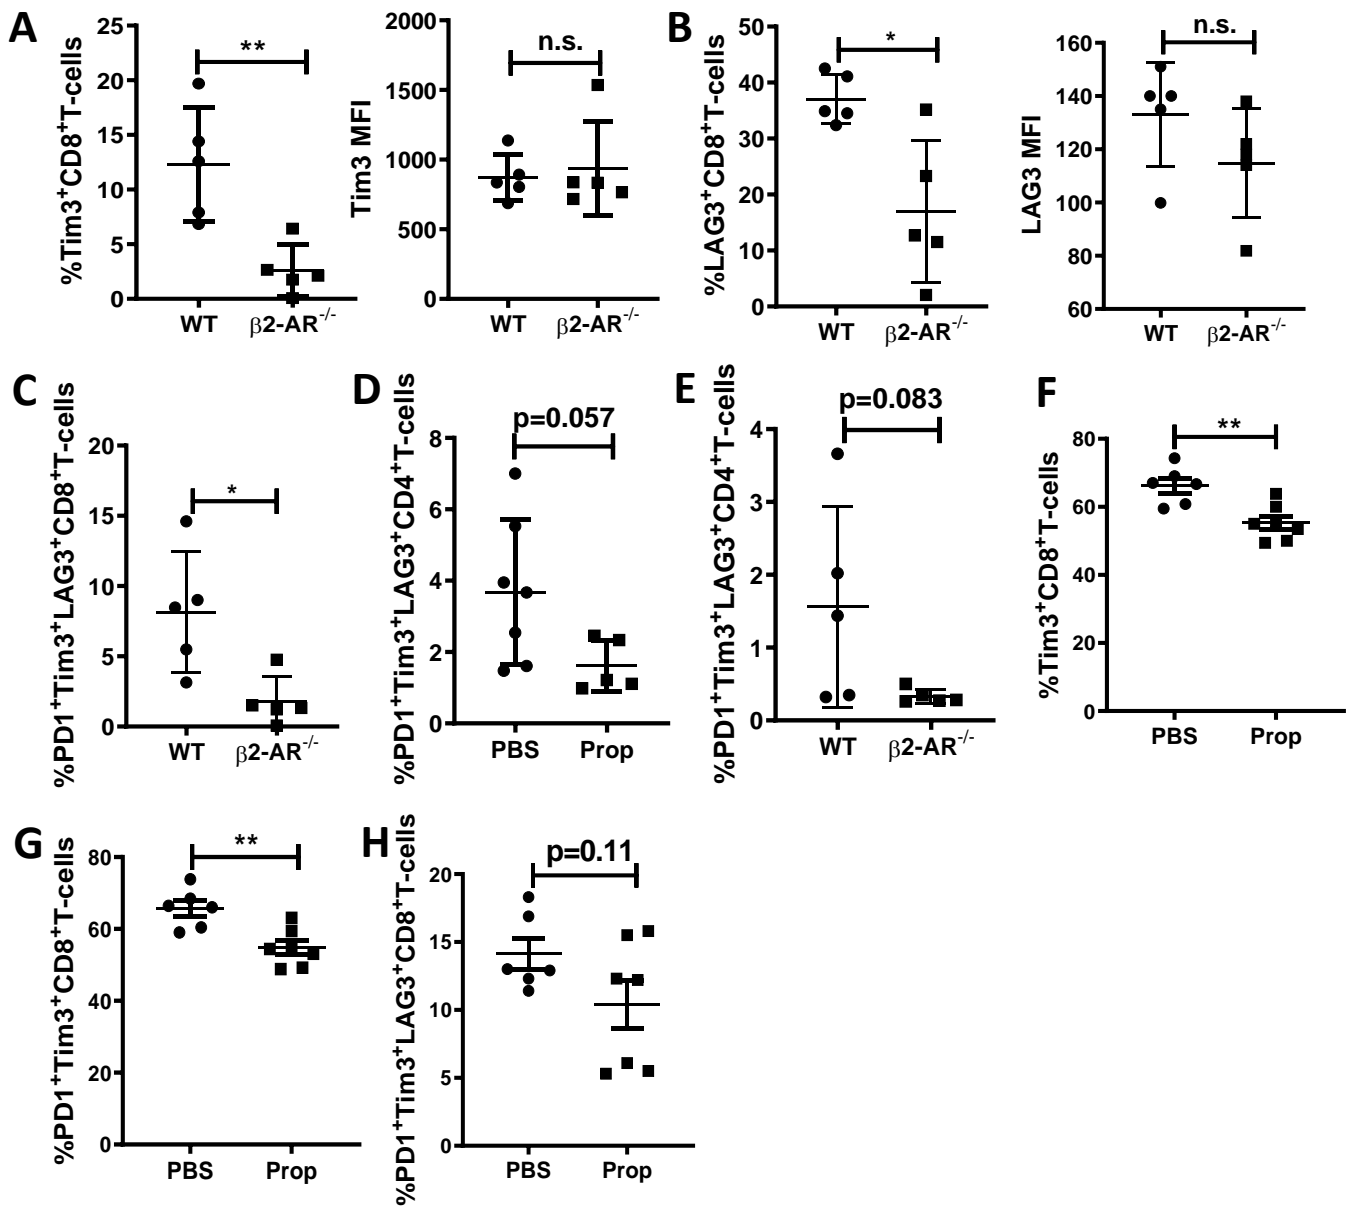 A
%Tim3+CD8+T-cells
25
20
15
10
5
0
**
WT
β2-AR-/-
Tim3 MFI
2000
1500
1000
500
0
n.s.
WT
β2-AR-/-
B
%LAG3+CD8+T-cells
50
40
30
20
10
0
*
WT
β2-AR-/-
LAG3 MFI
160
140
120
100
80
60
n.s.
WT
β2-AR-/-
C
%PD1+Tim3+LAG3+CD8+T-cells
20
15
10
5
0
*
WT
β2-AR-/-
D
%PD1+Tim3+LAG3+CD4+T-cells
8
6
4
2
0
p=0.057
PBS
Prop
E
%PD1+Tim3+LAG3+CD4+T-cells
4
3
2
1
0
p=0.083
WT
β2-AR-/-
F
%Tim3+CD8+T-cells
80
60
40
20
0
**
PBS
Prop
G
%PD1+Tim3+CD8+T-cells
80
60
40
20
0
**
PBS
Prop
H
%PD1+Tim3+LAG3+CD8+T-cells
20
15
10
5
0
p=0.11
PBS
Prop